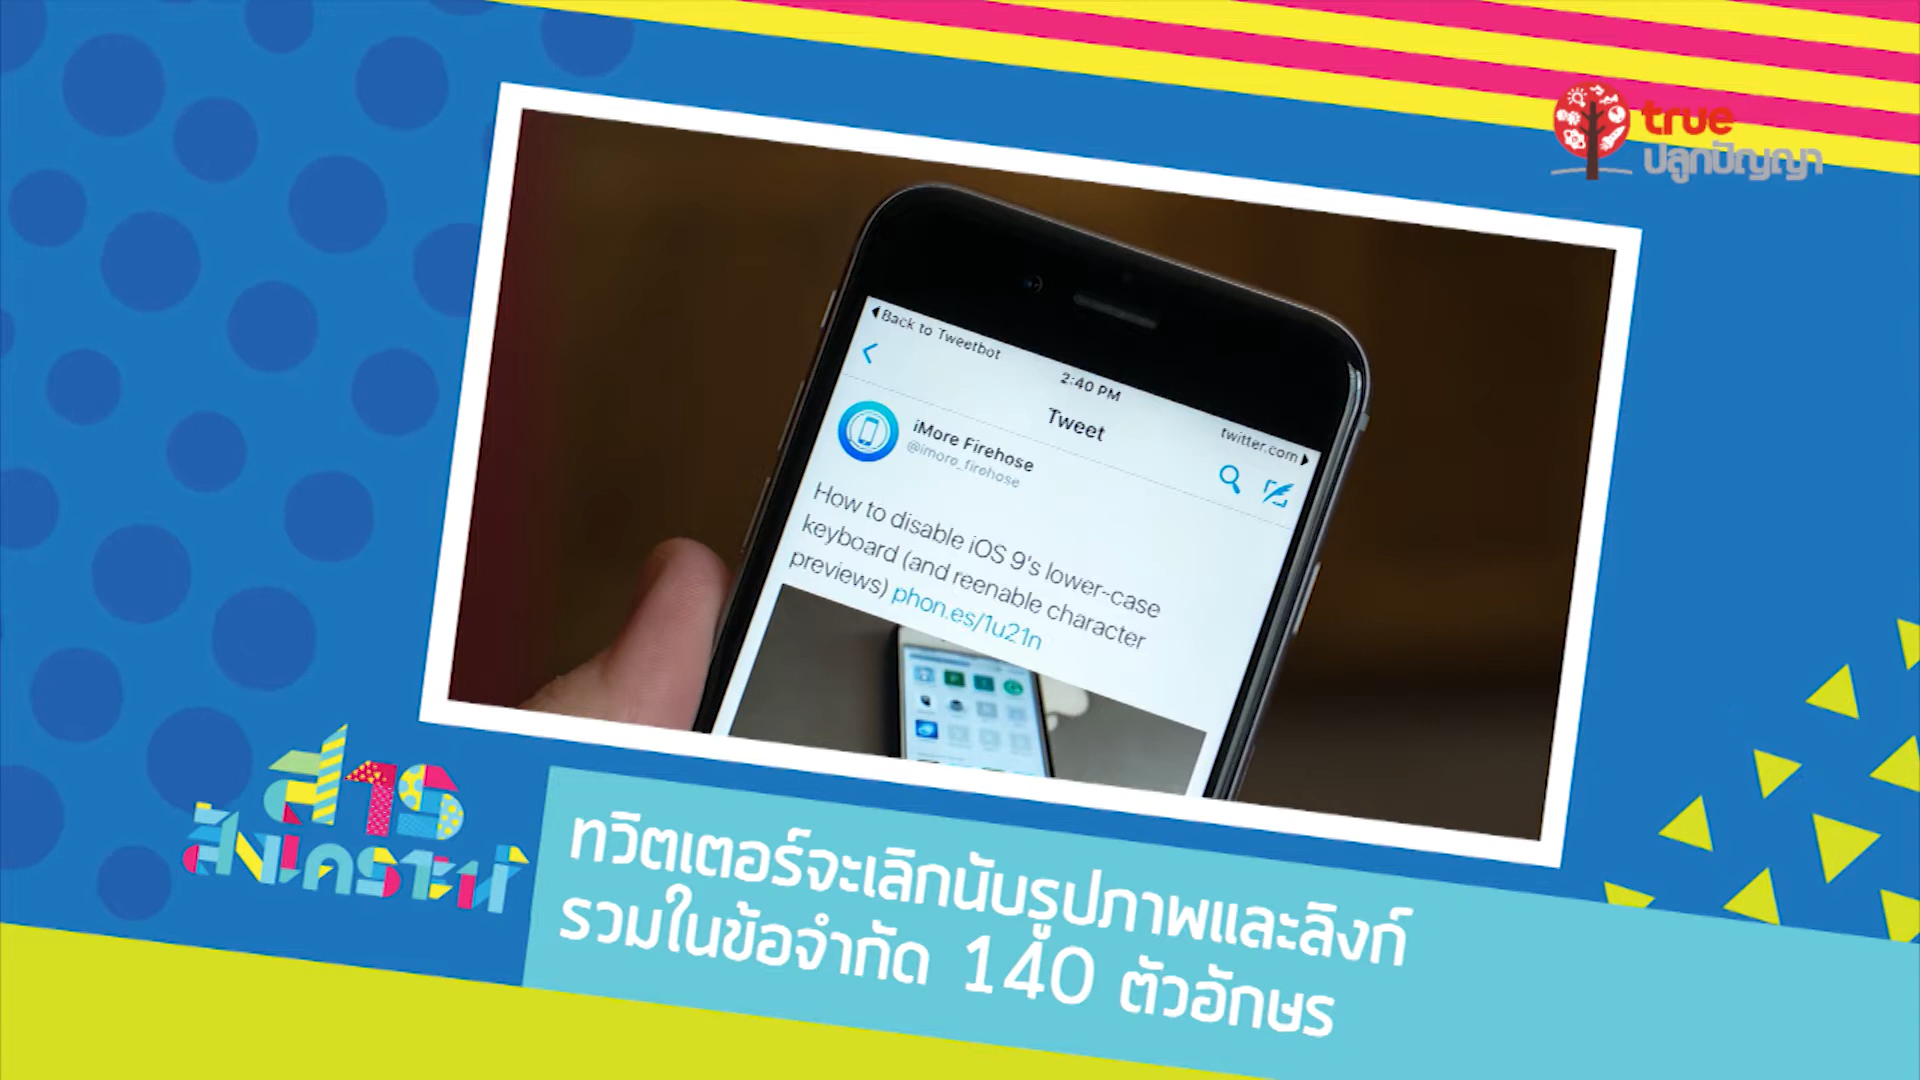 true
ปลูกปัญญา
Back to Tweetbot
2:40 PM
twitter.com
Tweet
iMore Firehose
@imore_firehose
How to disable iOS 9's lower-case
keyboard (and reenable character
previews) phon.es/1u21n
สาร
สังเคราะห์
ทวิตเตอร์จะเลิกนับรูปภาพและลิงก์
รวมในข้อจำกัด 140 ตัวอักษร